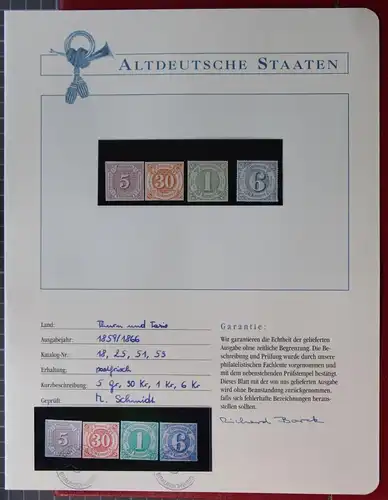 ALTDEUTSCHE STAATEN
5 30 1 6
Land: Thurn und Taxis
Ausgabejahr: 1859/1866
Katalog-Nr. 18, 25, 51, 53
Erhaltung: postfrisch
Kurzbeschreibung: 5 Gr, 30 Kr, 1 Kr, 6 Kr
Geprüft M. Schmidt
5 30 1 6
Garantie:
Wir garantieren die Echtheit der gelieferten
Ausgabe ohne zeitliche Begrenzung. Die Be-
schreibung und Prüfung wurde durch unsere
philatelistischen Fachleute vorgenommen und
mit dem nebenstehenden Prüfstempel bestätigt.
Dieses Blatt mit der von uns gelieferten Ausgabe
wird ohne Beanstandung zurückgenommen,
falls sich fehlerhafte Bezeichnungen heraus-
stellen sollten.
Richard Borek